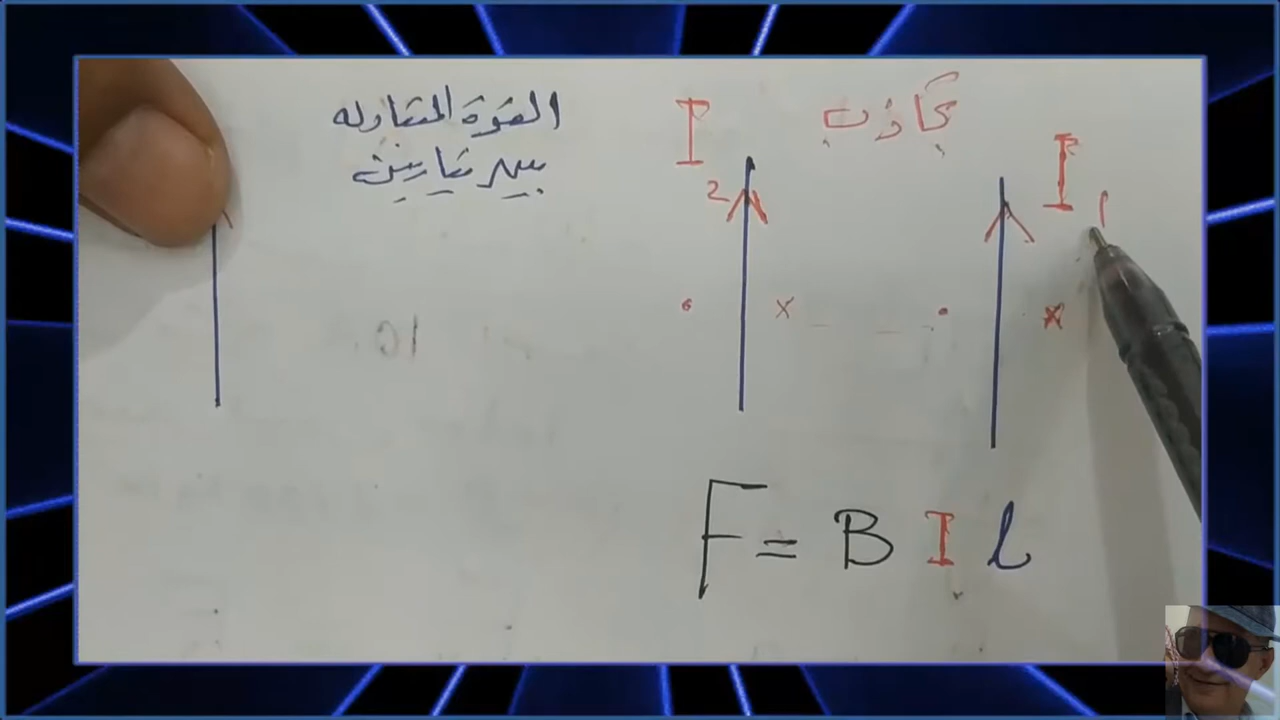 القوة المتبادلة
بين تيارين
تجاذب
I 2
I 1
F = B I l